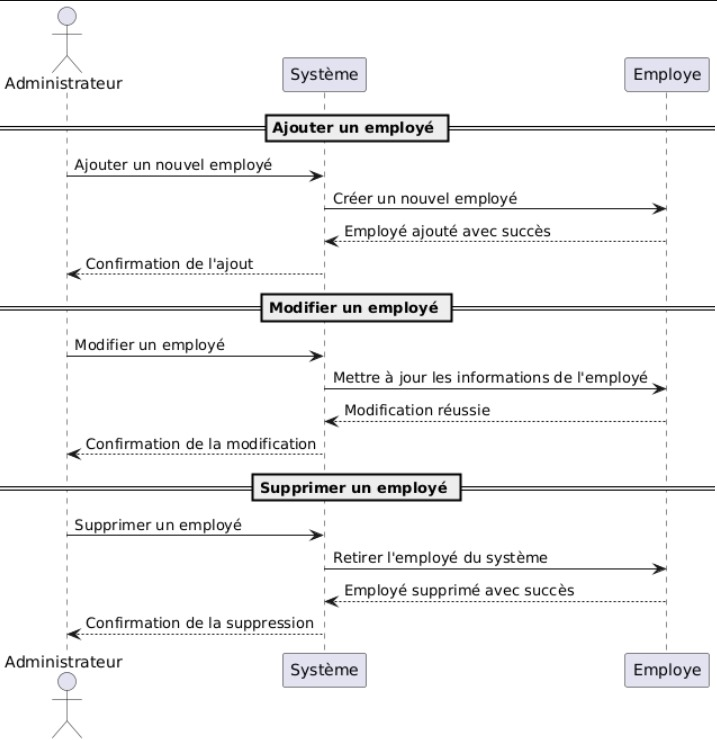 Administrateur
Système
Employe
Ajouter un employé
Ajouter un nouvel employé
Créer un nouvel employé
Employé ajouté avec succès
Confirmation de l'ajout
Modifier un employé
Modifier un employé
Mettre à jour les informations de l'employé
Modification réussie
Confirmation de la modification
Supprimer un employé
Supprimer un employé
Retirer l'employé du système
Employé supprimé avec succès
Confirmation de la suppression
Administrateur
Système
Employe